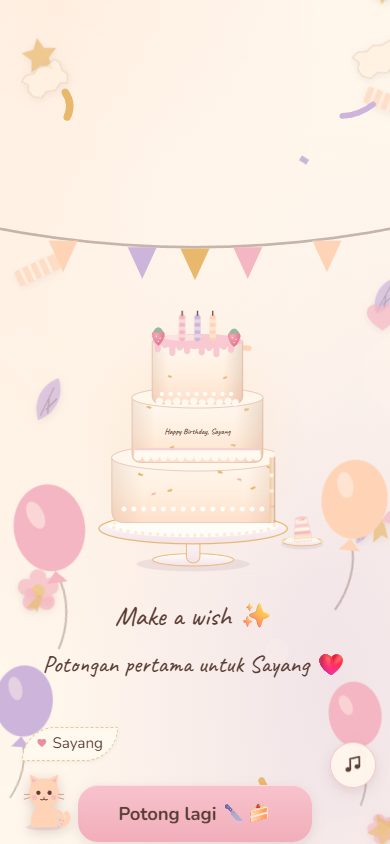 Happy Birthday, Sayang
Make a wish ✨
Potongan pertama untuk Sayang ❤️
Sayang
Potong lagi 🔪 🍰